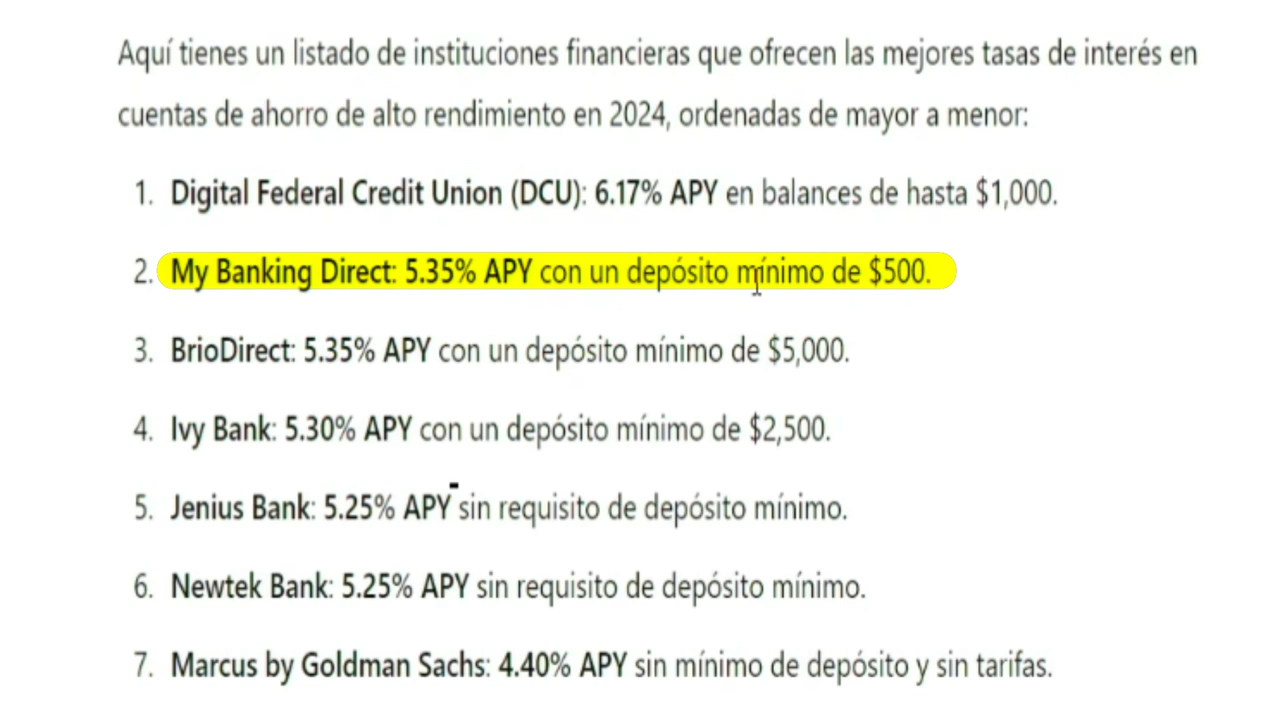 Aquí tienes un listado de instituciones financieras que ofrecen las mejores tasas de interés en
cuentas de ahorro de alto rendimiento en 2024, ordenadas de mayor a menor:
1. Digital Federal Credit Union (DCU): 6.17% APY en balances de hasta $1,000.
2. My Banking Direct: 5.35% APY con un depósito mínimo de $500.
3. BrioDirect: 5.35% APY con un depósito mínimo de $5,000.
4. Ivy Bank: 5.30% APY con un depósito mínimo de $2,500.
5. Jenius Bank: 5.25% APY sin requisito de depósito mínimo.
6. Newtek Bank: 5.25% APY sin requisito de depósito mínimo.
7. Marcus by Goldman Sachs: 4.40% APY sin mínimo de depósito y sin tarifas.